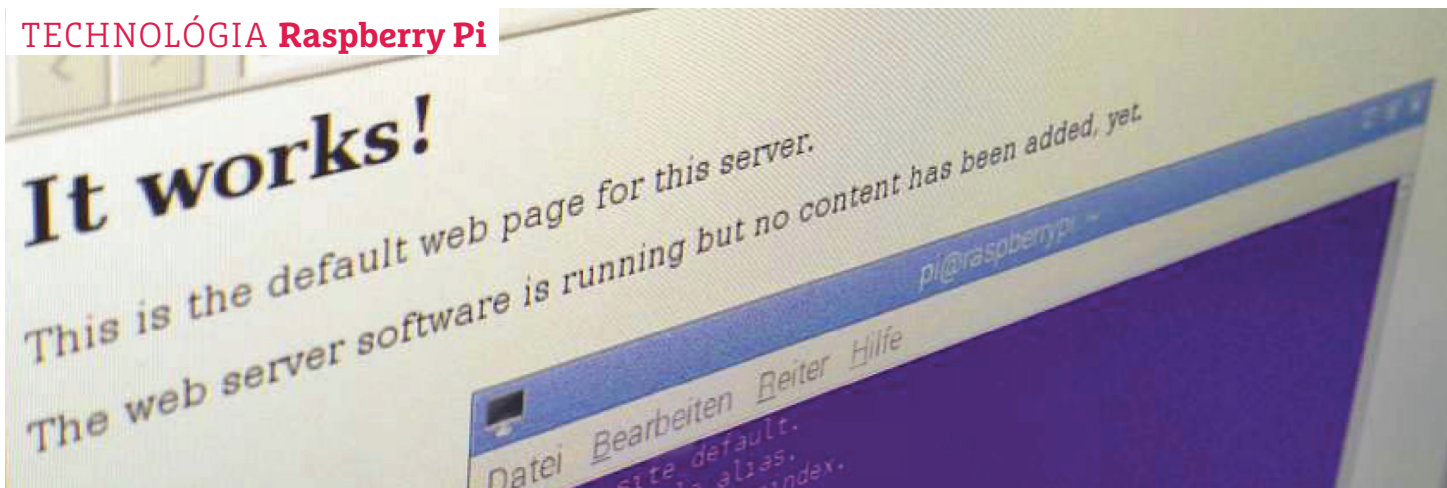 TECHNOLÓGIA Raspberry Pi
It works!
This is the default web page for this server.
The web server software is running but no content has been added, yet.
pi@raspberrypi ~
Datei Bearbeiten Reiter Hilfe
site default.
alias.
index.